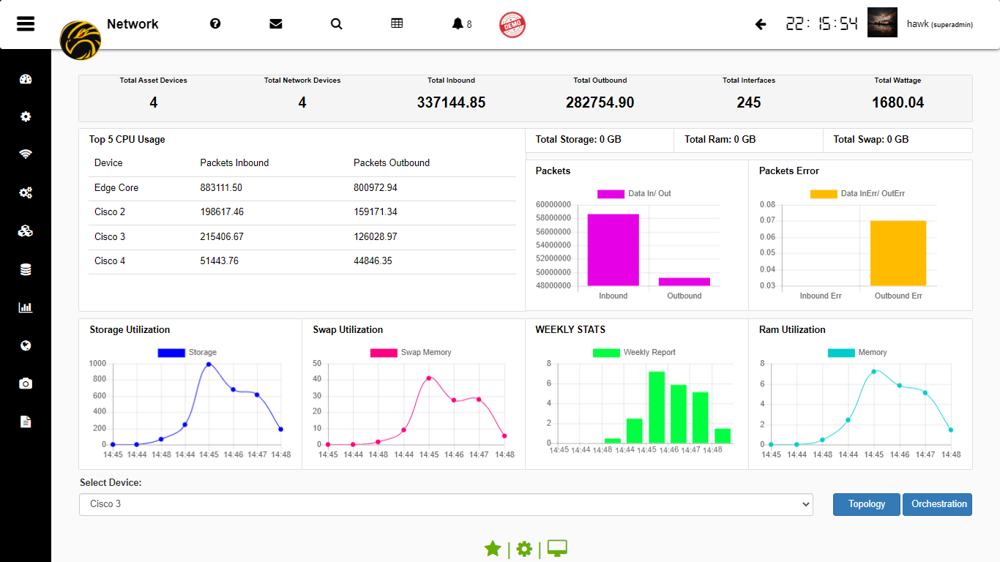 Network
8
DEMO
22:15:54
hawk (superadmin)
Total Asset Devices
4
Total Network Devices
4
Total Inbound
337144.85
Total Outbound
282754.90
Total Interfaces
245
Total Wattage
1680.04
Top 5 CPU Usage
Device Packets Inbound Packets Outbound
Edge Core 883111.50 800972.94
Cisco 2 198617.46 159171.34
Cisco 3 215406.67 126028.97
Cisco 4 51443.76 44846.35
Total Storage: 0 GB
Total Ram: 0 GB
Total Swap: 0 GB
Packets
Data In/ Out
60000000
58000000
56000000
54000000
52000000
50000000
48000000
Inbound Outbound
Packets Error
Data InErr/ OutErr
0.08
0.07
0.06
0.05
0.04
0.03
Inbound Err Outbound Err
Storage Utilization
Storage
1000
800
600
400
200
0
14:45 14:44 14:48 14:44 14:45 14:46 14:47 14:48
Swap Utilization
Swap Memory
50
40
30
20
10
0
14:45 14:44 14:48 14:44 14:45 14:46 14:47 14:48
WEEKLY STATS
Weekly Report
8
6
4
2
0
14:45 14:44 14:48 14:44 14:45 14:46 14:47 14:48
Ram Utilization
Memory
8
6
4
2
0
14:45 14:44 14:48 14:44 14:45 14:46 14:47 14:48
Select Device:
Cisco 3
Topology
Orchestration